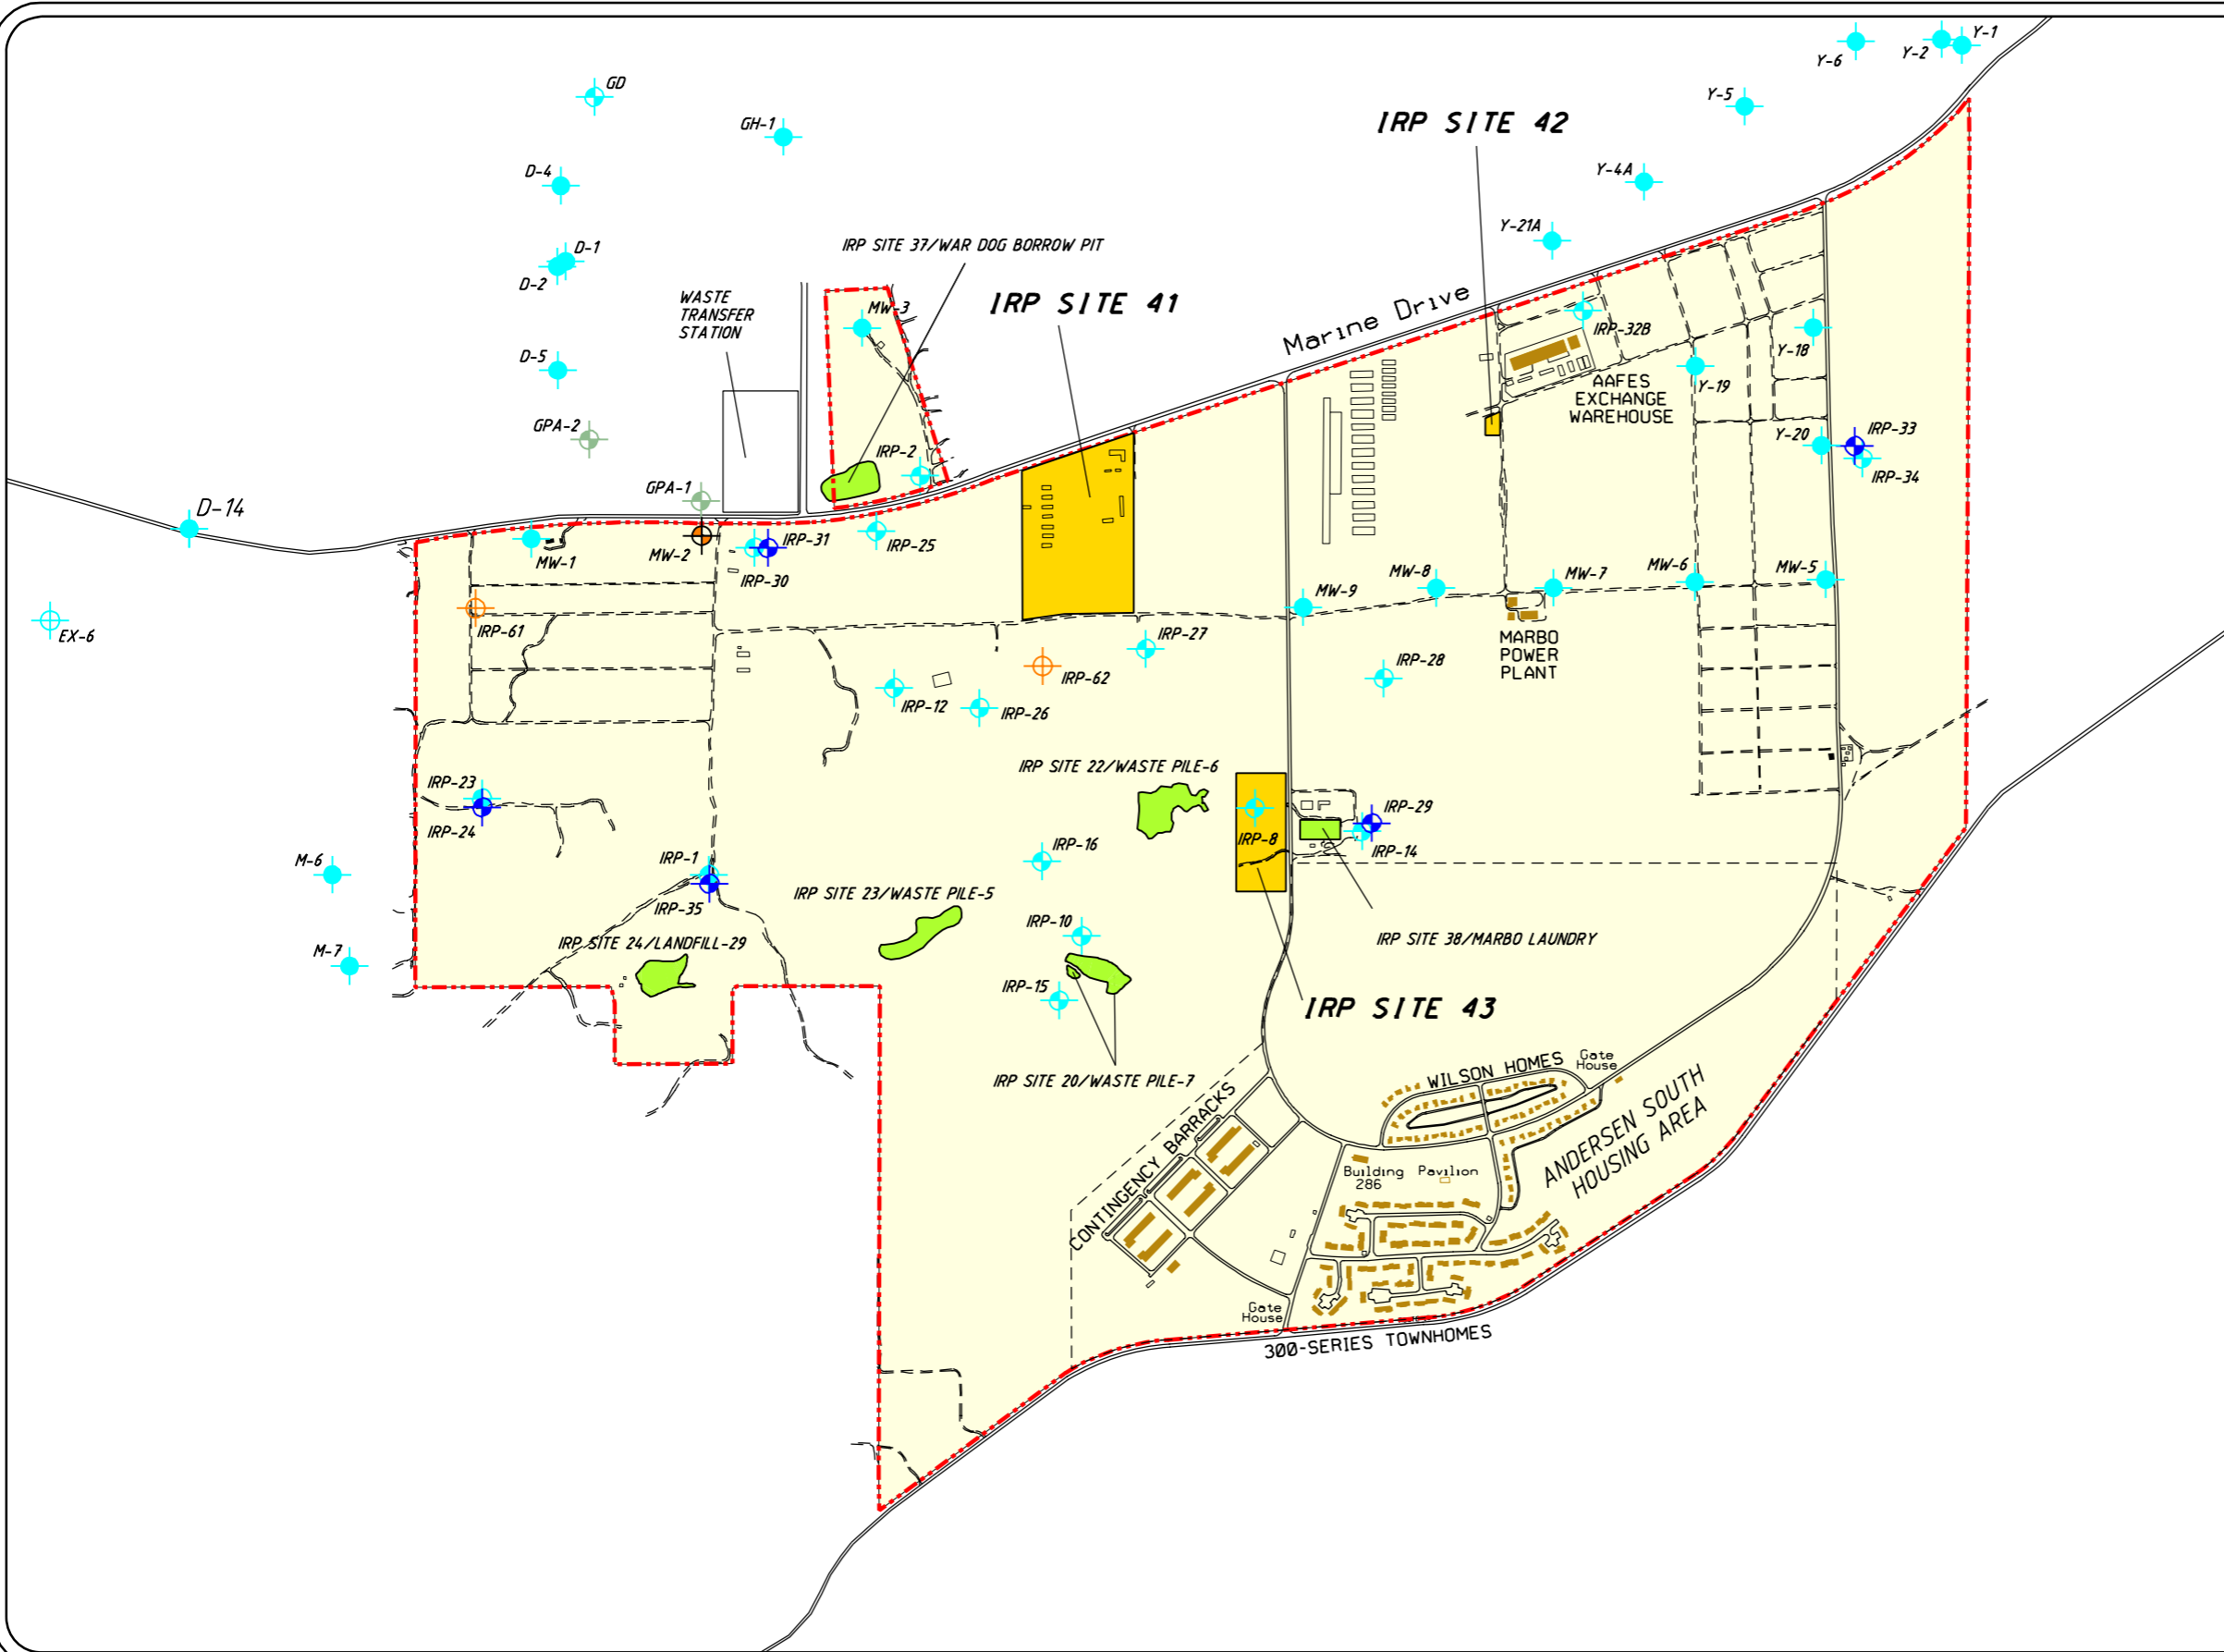 Y-1
Y-2
Y-6
GD
Y-5
GH-1
IRP SITE 42
D-4
Y-4A
Y-21A
D-1
IRP SITE 37/WAR DOG BORROW PIT
D-2
WASTE
TRANSFER
STATION
MW-3
IRP SITE 41
Marine Drive
IRP-32B
Y-18
D-5
AAFES
EXCHANGE
WAREHOUSE
Y-19
GPA-2
IRP-2
Y-20
IRP-33
IRP-34
GPA-1
D-14
MW-1
MW-2
IRP-31
IRP-30
IRP-25
MW-9
MW-8
MW-7
MW-6
MW-5
EX-6
IRP-61
IRP-27
MARBO
POWER
PLANT
IRP-62
IRP-28
IRP-12
IRP-26
IRP SITE 22/WASTE PILE-6
IRP-23
IRP-24
IRP-29
IRP-8
IRP-14
IRP-16
M-6
IRP-1
IRP-35
IRP SITE 23/WASTE PILE-5
IRP-10
IRP SITE 38/MARBO LAUNDRY
IRP SITE 24/LANDFILL-29
M-7
IRP-15
IRP SITE 43
IRP SITE 20/WASTE PILE-7
WILSON HOMES
Gate
House
ANDERSEN SOUTH
HOUSING AREA
CONTINGENCY BARRACKS
Building
286
Pavilion
Gate
House
300-SERIES TOWNHOMES